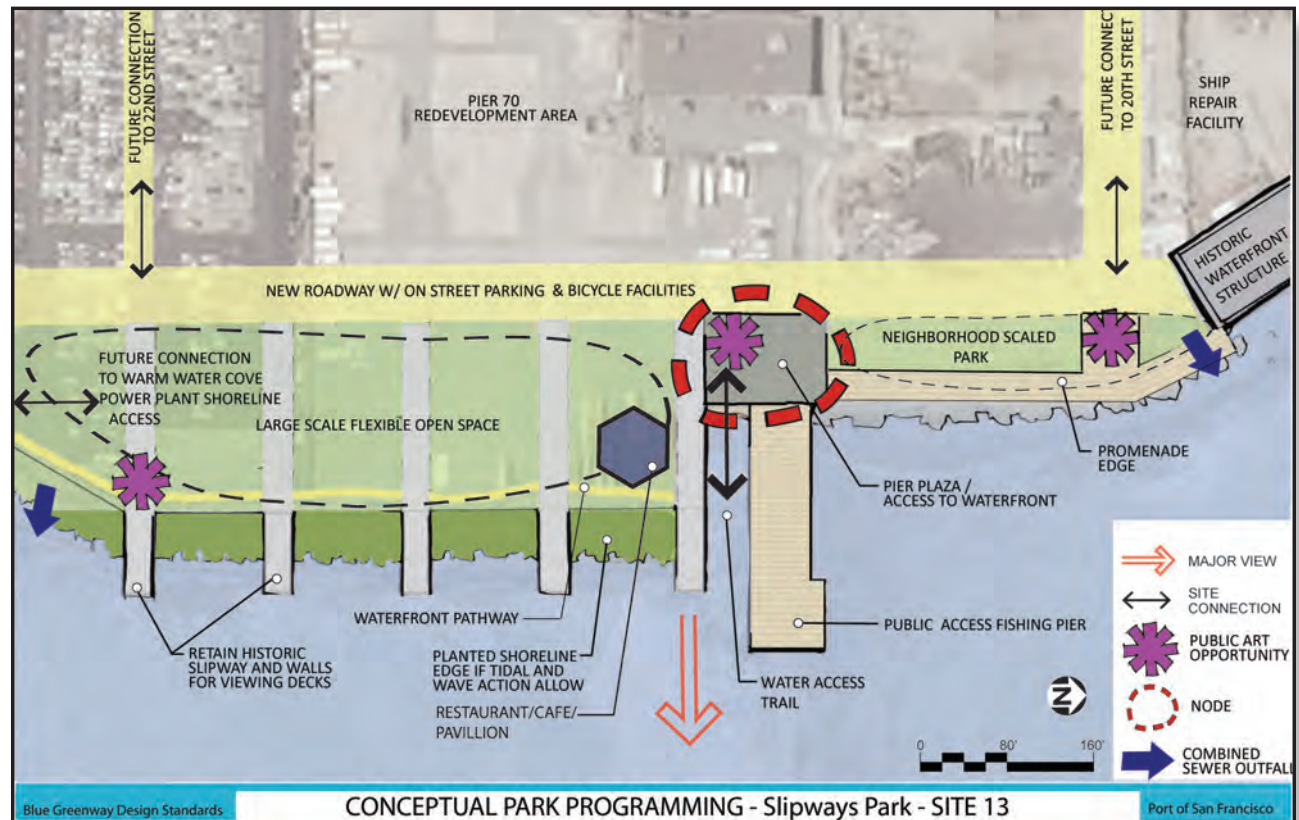 FUTURE CONNECTION
TO 22ND STREET
PIER 70
REDEVELOPMENT AREA
FUTURE CONNECT
TO 20TH STREET
SHIP
REPAIR
FACILITY
HISTORIC
WATERFRONT
STRUCTURE
NEW ROADWAY W/ ON STREET PARKING & BICYCLE FACILITIES
FUTURE CONNECTION
TO WARM WATER COVE
POWER PLANT SHORELINE
ACCESS
LARGE SCALE FLEXIBLE OPEN SPACE
NEIGHBORHOOD SCALED
PARK
PROMENADE
EDGE
PIER PLAZA /
ACCESS TO WATERFRONT
WATERFRONT PATHWAY
PUBLIC ACCESS FISHING PIER
RETAIN HISTORIC
SLIPWAY AND WALLS
FOR VIEWING DECKS
PLANTED SHORELINE
EDGE IF TIDAL AND
WAVE ACTION ALLOW
WATER ACCESS
TRAIL
RESTAURANT/CAFE/
PAVILLION
N
0 80' 160'
MAJOR VIEW
SITE
CONNECTION
PUBLIC ART
OPPORTUNITY
NODE
COMBINED
SEWER OUTFALL
Blue Greenway Design Standards
CONCEPTUAL PARK PROGRAMMING - Slipways Park - SITE 13
Port of San Francisco